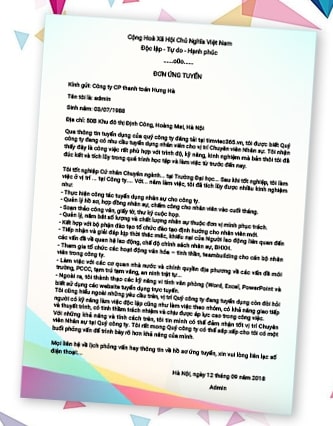 Cộng Hoà Xã Hội Chủ Nghĩa Việt Nam
Độc lập - Tự do - Hạnh phúc
-----o0o-----
ĐƠN ỨNG TUYỂN
Kính gửi: Công ty CP thanh toán Hưng Hà
Tên tôi là: admin
Sinh năm: 03/07/1988
Địa chỉ: B0B Khu đô thị Định Công, Hoàng Mai, Hà Nội
Qua thông tin tuyển dụng của quý công ty đăng tải tại timviec365.vn, tôi được biết Quý
công ty đang có nhu cầu tuyển dụng nhân viên cho vị trí Chuyên viên Nhân sự. Tôi nhận
thấy đây là công việc rất phù hợp với trình độ, kỹ năng, kinh nghiệm mà bản thân tôi đã
đúc kết và tích lũy trong quá trình học tập và làm việc từ trước đến nay.
Tôi tốt nghiệp Cử nhân Chuyên ngành... tại Trường Đại học... Sau khi tốt nghiệp, tôi làm
việc ở vị trí ... tại Công ty.... Với... năm làm việc, tôi đã tích lũy được nhiều kinh nghiệm
như:
- Thực hiện công tác tuyển dụng nhân sự cho công ty.
- Quản lý hồ sơ, hợp đồng nhân sự, chấm công cho nhân viên vào cuối tháng.
- Soạn thảo công văn, giấy tờ, thư ký cuộc họp.
- Quản lý, nắm bắt số lượng và chất lượng nhân sự thuộc đơn vị mình phục trách.
- Kết hợp với bộ phận đào tạo tổ chức đào tạo định hướng cho nhân viên mới.
- Tiếp nhận và giải đáp kịp thời thắc mắc, khiếu nại của Người lao động liên quan đến
các vấn đề về quan hệ lao động, chế độ chính sách nhân sự, BHXH.
- Tham gia tổ chức các hoạt động văn hóa – tinh thần, teambuilding cho cán bộ nhân
viên trong công ty.
- Làm việc với các cơ quan nhà nước và chính quyền địa phương về các vấn đề môi
trường, PCCC, tạm trú tạm vắng, an ninh trật tự...
- Ngoài ra, tôi thành thạo các kỹ năng vi tính văn phòng (Word, Excel, PowerPoint và
biết sử dụng các website tuyển dụng trực tuyến.
Tôi cũng hiểu ngoài những yêu cầu trên, vị trí Quý công ty đang tuyển dụng còn đòi hỏi
người có kỹ năng làm việc độc lập cũng như làm việc theo nhóm, có khả năng giao tiếp
và thuyết trình, có tinh thần trách nhiệm và chịu được áp lực cao trong công việc.
Với những khả năng và tính cách trên, tôi tin mình có thể đảm nhận tốt vị trí Chuyên
viên Nhân sự tại Quý công ty. Tôi rất mong Quý công ty có thể sắp xếp cho tôi có một
buổi phỏng vấn để trình bày rõ hơn khả năng của mình.
Mọi liên hệ về lịch phỏng vấn hay thông tin về hồ sơ ứng tuyển, xin vui lòng liên lạc số
điện thoại:...
Hà Nội, ngày 12 tháng 09 năm 2018
Admin